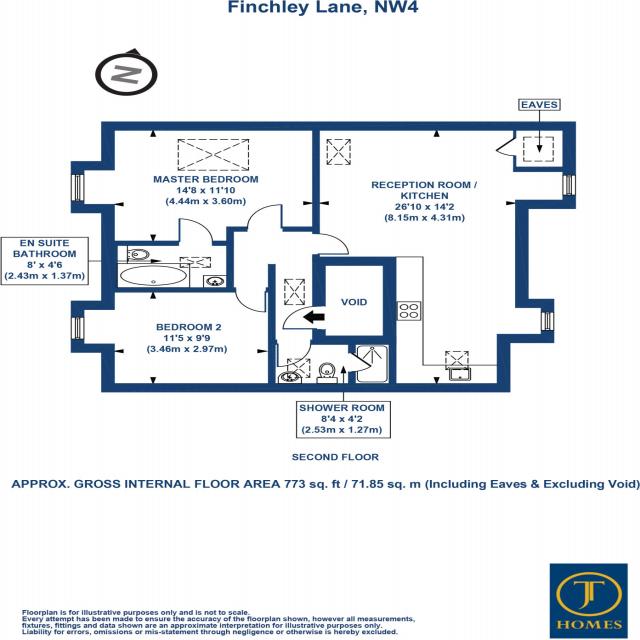 Finchley Lane, NW4
N
EAVES
MASTER BEDROOM
14'8 x 11'10
(4.44m x 3.60m)
RECEPTION ROOM /
KITCHEN
26'10 x 14'2
(8.15m x 4.31m)
EN SUITE
BATHROOM
8' x 4'6
(2.43m x 1.37m)
VOID
BEDROOM 2
11'5 x 9'9
(3.46m x 2.97m)
SHOWER ROOM
8'4 x 4'2
(2.53m x 1.27m)
SECOND FLOOR
APPROX. GROSS INTERNAL FLOOR AREA 773 sq. ft / 71.85 sq. m (Including Eaves & Excluding Void)
JT
HOMES
Floorplan is for illustrative purposes only and is not to scale.
Every attempt has been made to ensure the accuracy of the floorplan shown, however all measurements,
fixtures, fittings and data shown are an approximate interpretation for illustrative purposes only.
Liability for errors, omissions or mis-statement through negligence or otherwise is hereby excluded.